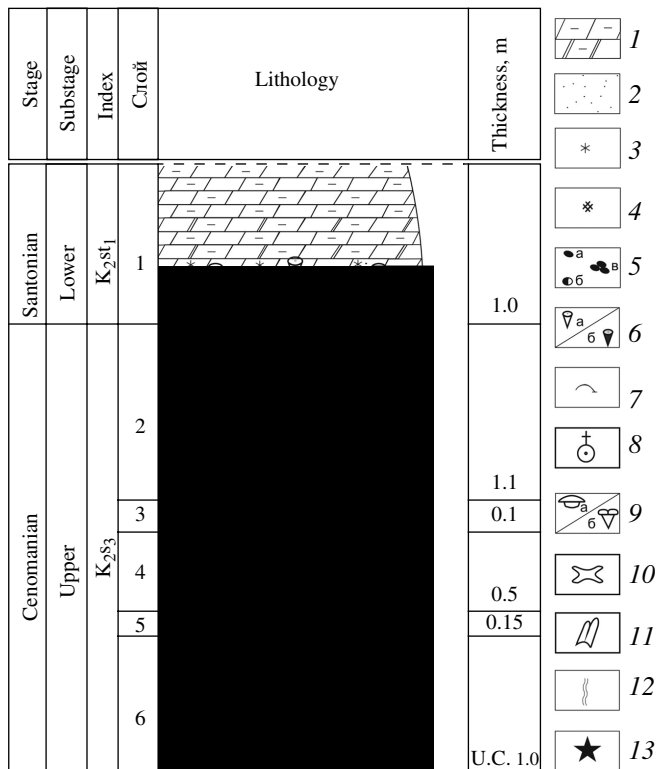 Stage
Substage
Index
Слой
Lithology
Thickness, m
Santonian
Lower
K2st1
1
1.0
Cenomanian
Upper
K2s3
2
1.1
3
0.1
4
0.5
5
0.15
6
U.C. 1.0
1
2
3
4
а
в
б
5
а
б
6
7
8
а
б
9
10
11
12
13